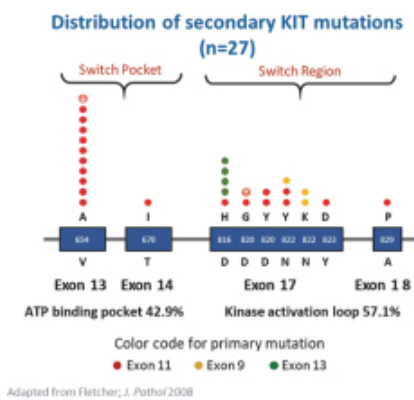 Distribution of secondary KIT mutations
(n=27)
Switch Pocket Switch Region
A I H G Y Y K D P
654 670 816 820 820 822 822 823 829
V T D D D N N Y A
Exon 13 Exon 14 Exon 17 Exon 1 8
ATP binding pocket 42.9% Kinase activation loop 57.1%
Color code for primary mutation
Exon 11 Exon 9 Exon 13
Adapted from Fletcher; J. Pathol 2008